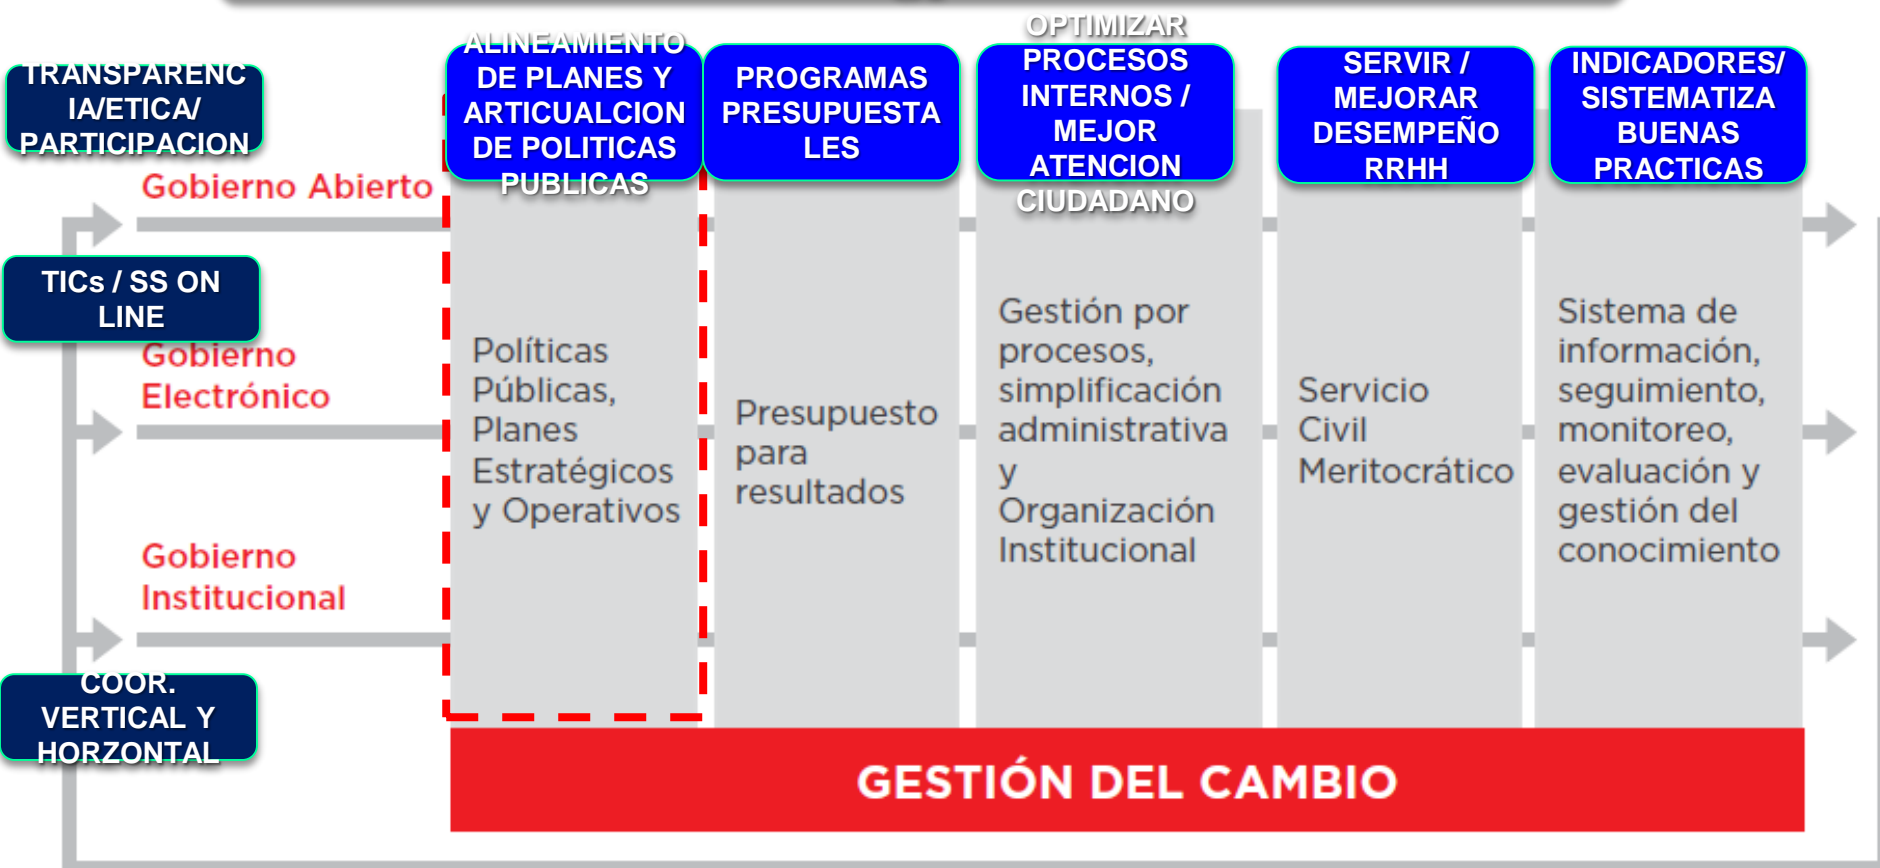 TRANSPARENC
IA/ETICA/
PARTICIPACION
ALINEAMIENTO
DE PLANES Y
ARTICUALCION
DE POLITICAS
PUBLICAS
PROGRAMAS
PRESUPUESTA
LES
OPTIMIZAR
PROCESOS
INTERNOS /
MEJOR
ATENCION
CIUDADANO
SERVIR /
MEJORAR
DESEMPEÑO
RRHH
INDICADORES/
SISTEMATIZA
BUENAS
PRACTICAS
Gobierno Abierto
TICs / SS ON
LINE
Gobierno
Electrónico
Gobierno
Institucional
COOR.
VERTICAL Y
HORZONTAL
Políticas
Públicas,
Planes
Estratégicos
y Operativos
Presupuesto
para
resultados
Gestión por
procesos,
simplificación
administrativa
y
Organización
Institucional
Servicio
Civil
Meritocrático
Sistema de
información,
seguimiento,
monitoreo,
evaluación y
gestión del
conocimiento
GESTIÓN DEL CAMBIO